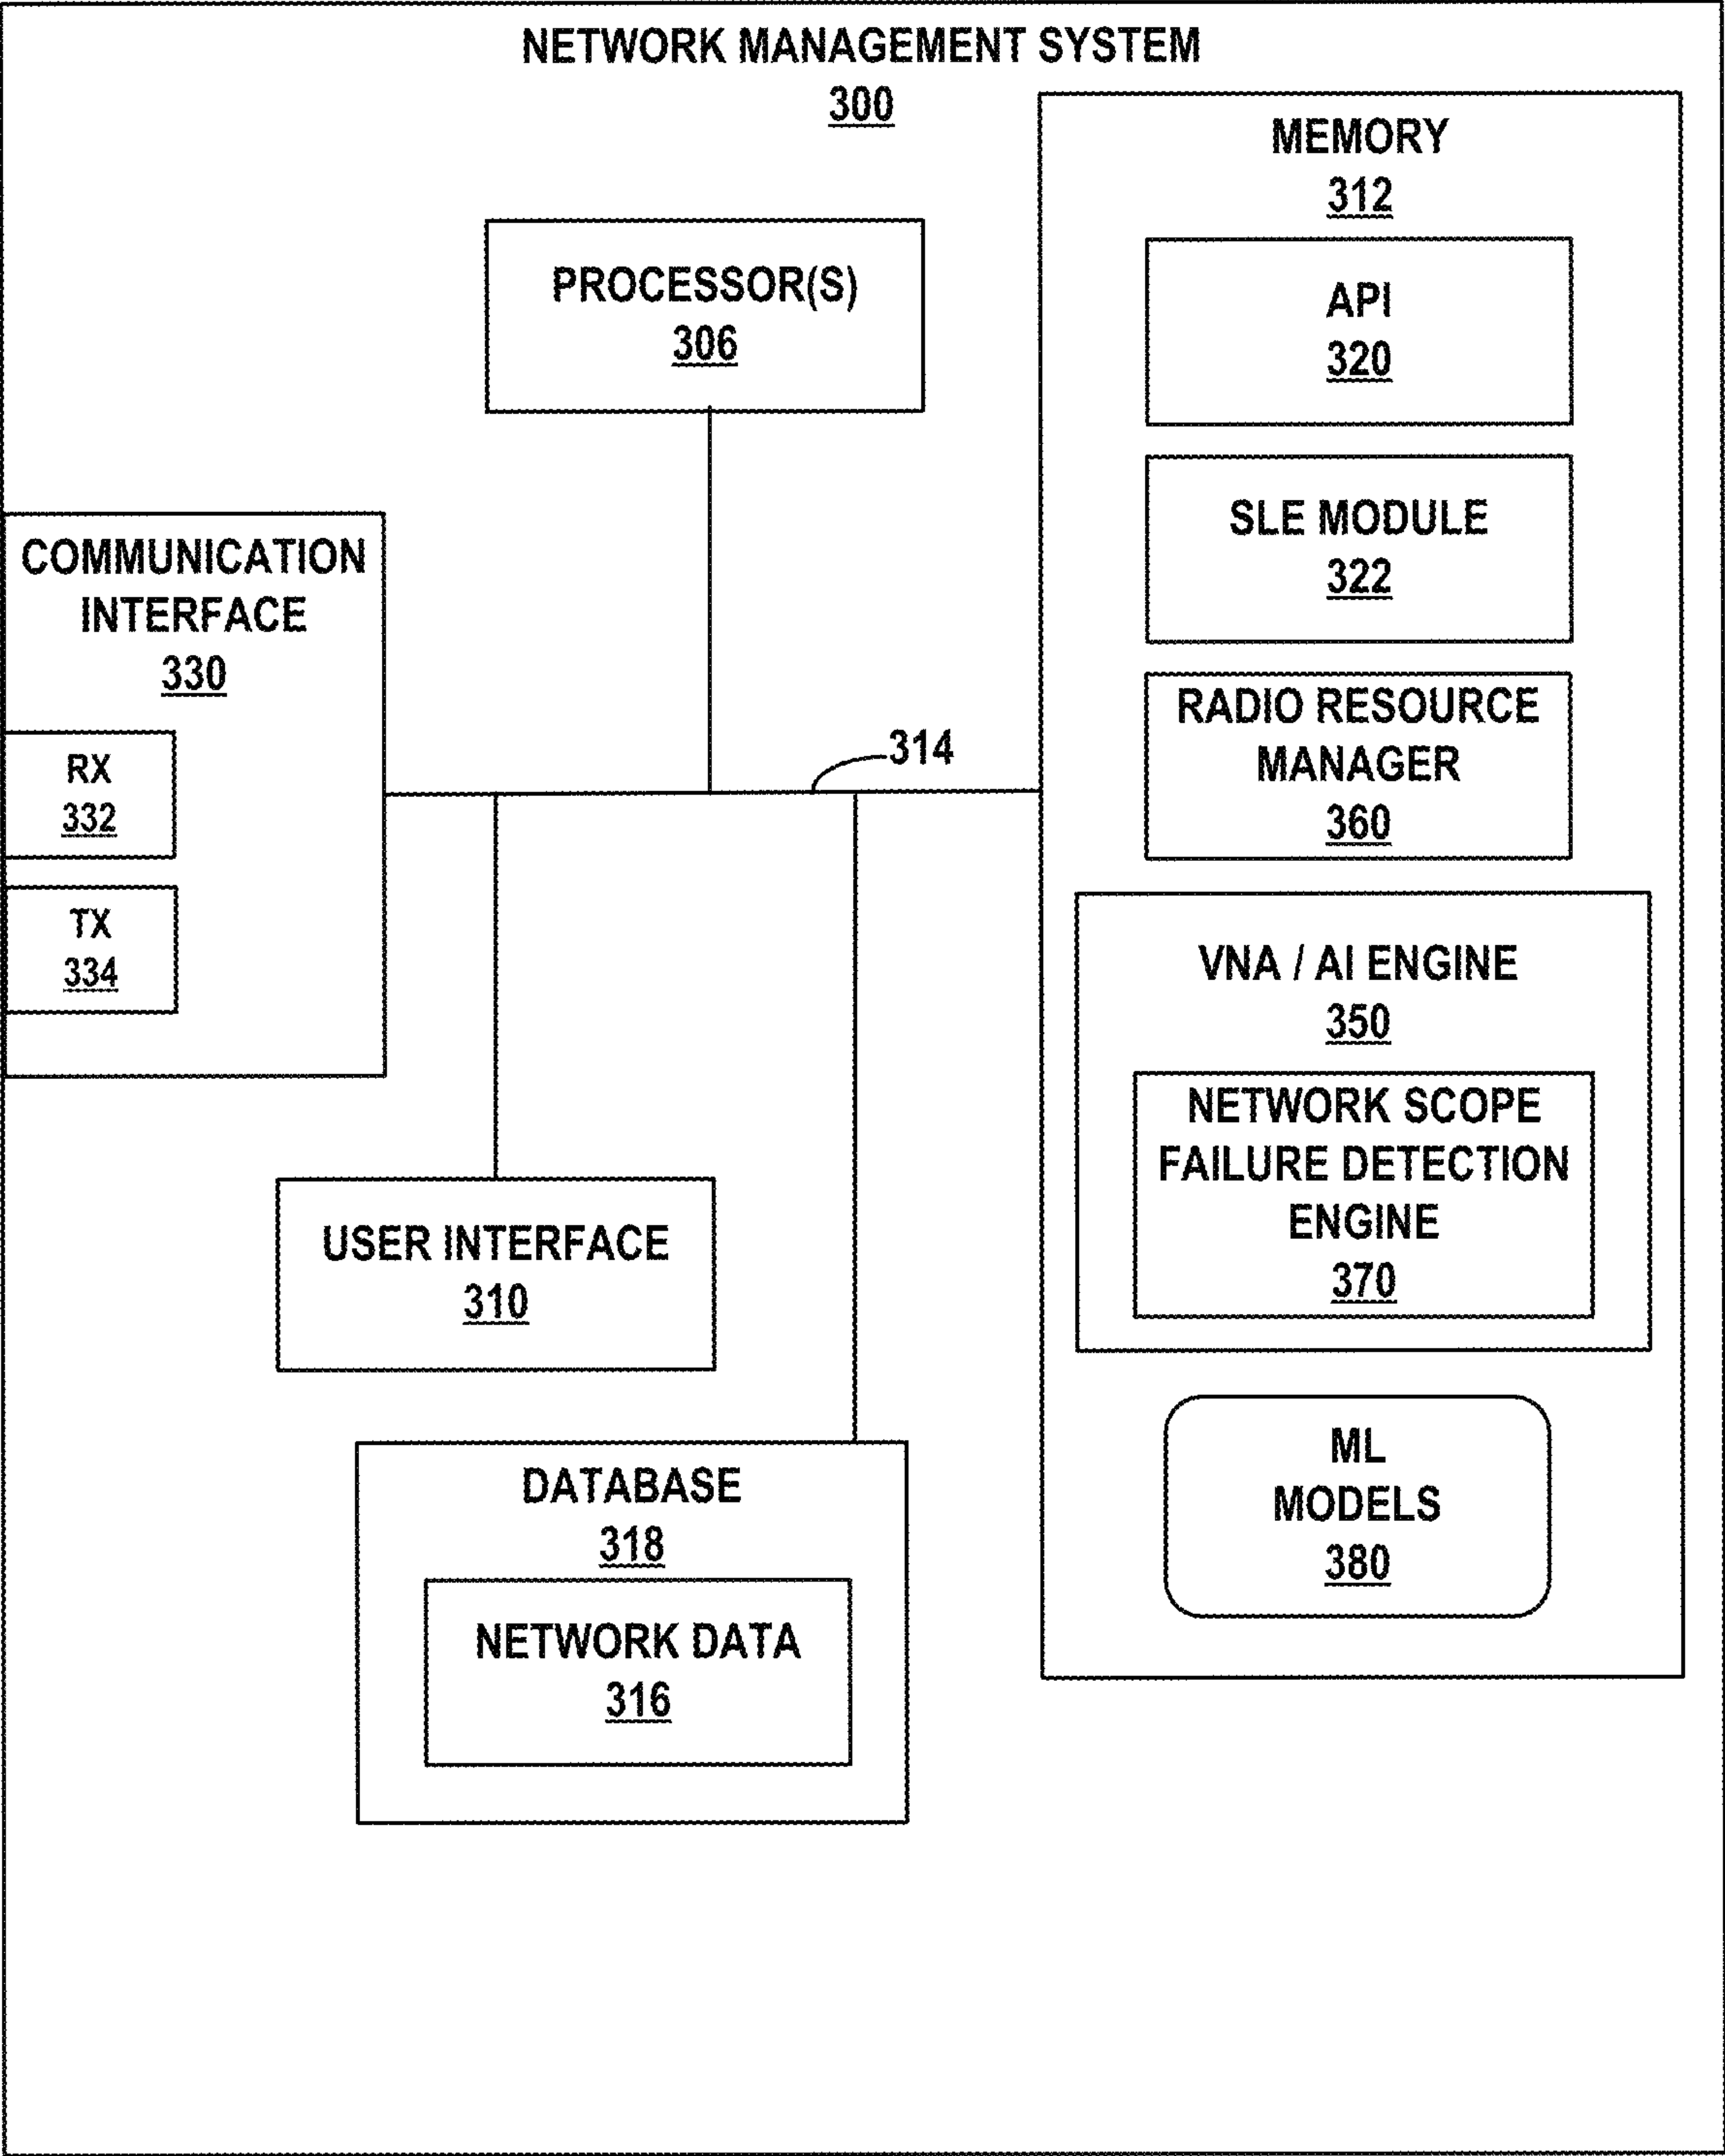 NETWORK MANAGEMENT SYSTEM
300
PROCESSOR(S)
306
COMMUNICATION
INTERFACE
330
RX
332
TX
334
314
USER INTERFACE
310
DATABASE
318
NETWORK DATA
316
MEMORY
312
API
320
SLE MODULE
322
RADIO RESOURCE
MANAGER
360
VNA / AI ENGINE
350
NETWORK SCOPE
FAILURE DETECTION
ENGINE
370
ML
MODELS
380